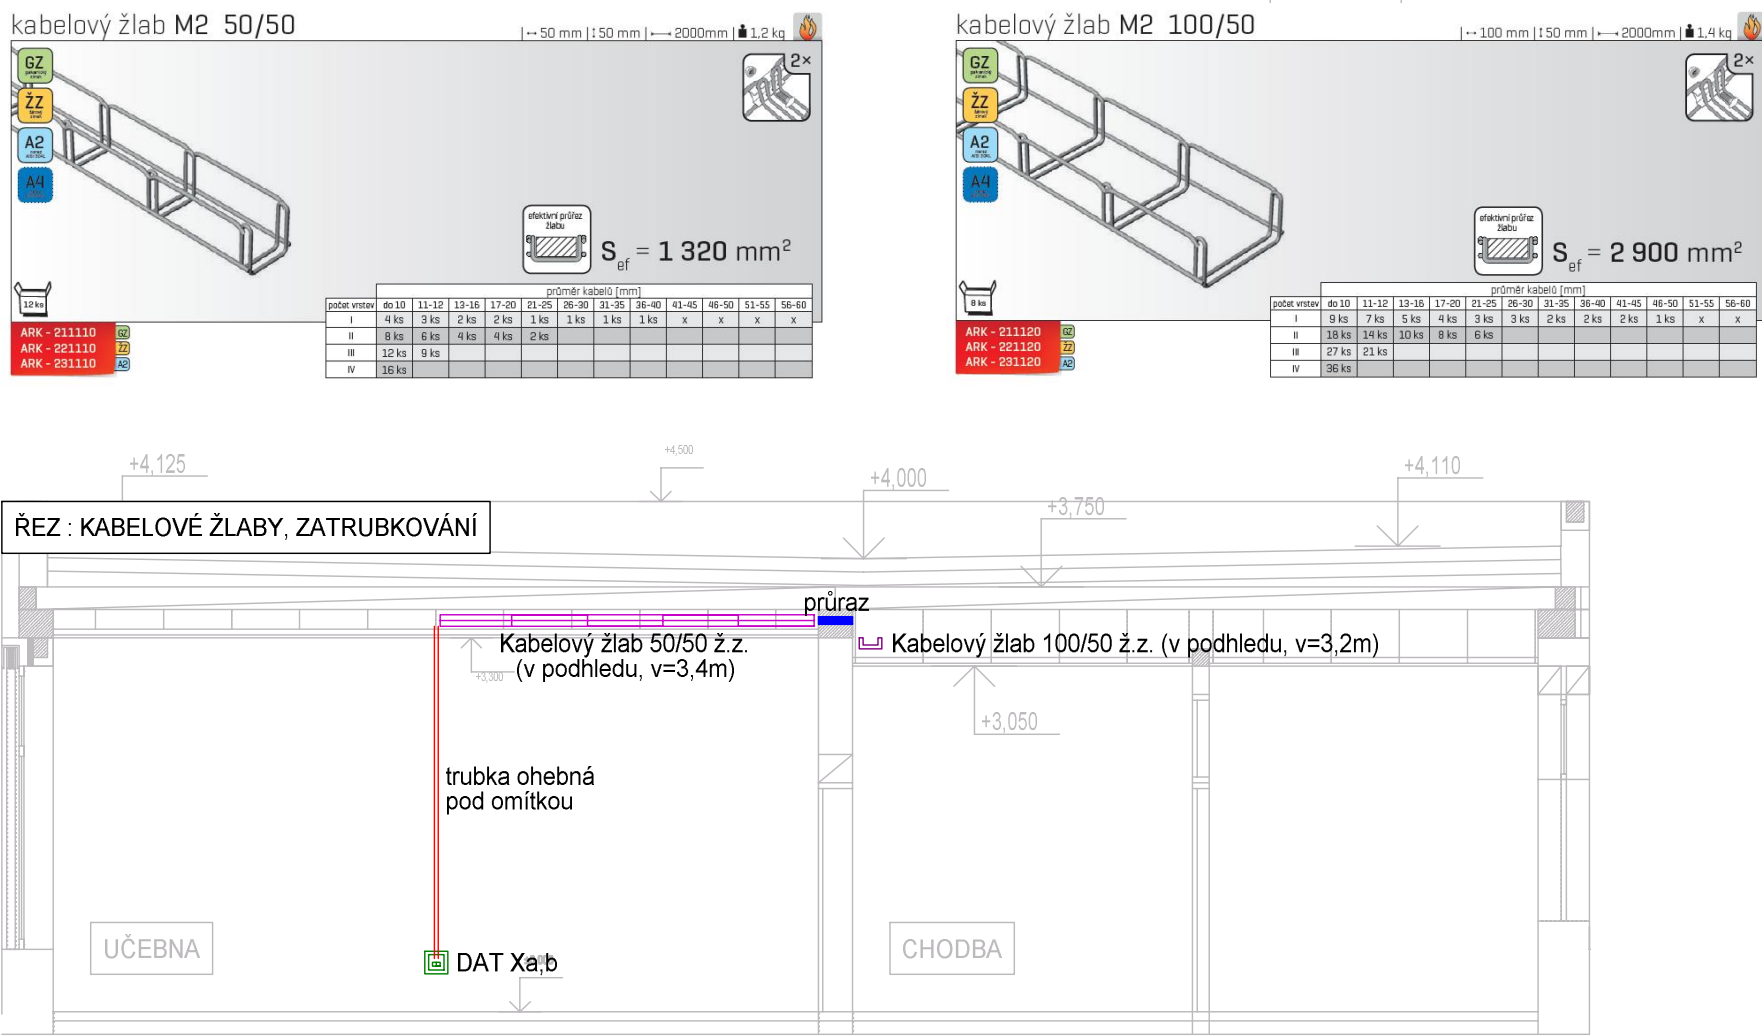 kabelový žlab M2 50/50
50 mm 50 mm 2000mm 1,2 kg
GZ
ŽZ
A2
A4
2×
efektivní průřez
žlabu
Sef = 1 320 mm2
12 ks
ARK - 211110 GZ
ARK - 221110 ŽZ
ARK - 231110 A2
průměr kabelů [mm]
počet vrstev do 10 11-12 13-16 17-20 21-25 26-30 31-35 36-40 41-45 46-50 51-55 56-60
I 4 ks 3 ks 2 ks 2 ks 1 ks 1 ks 1 ks 1 ks x x x x
II 8 ks 6 ks 4 ks 4 ks 2 ks
III 12 ks 9 ks
IV 16 ks
kabelový žlab M2 100/50
100 mm 50 mm 2000mm 1,4 kg
GZ
ŽZ
A2
A4
2×
efektivní průřez
žlabu
Sef = 2 900 mm2
8 ks
ARK - 211120 GZ
ARK - 221120 ŽZ
ARK - 231120 A2
průměr kabelů [mm]
počet vrstev do 10 11-12 13-16 17-20 21-25 26-30 31-35 36-40 41-45 46-50 51-55 56-60
I 9 ks 7 ks 5 ks 4 ks 3 ks 3 ks 2 ks 2 ks 2 ks 1 ks x x
II 18 ks 14 ks 10 ks 8 ks 6 ks
III 27 ks 21 ks
IV 36 ks
+4,125
+4,500
+4,000
+3,750
+4,110
ŘEZ : KABELOVÉ ŽLABY, ZATRUBKOVÁNÍ
průraz
Kabelový žlab 50/50 ž.z.
(v podhledu, v=3,4m)
+3,300
Kabelový žlab 100/50 ž.z. (v podhledu, v=3,2m)
+3,050
trubka ohebná
pod omítkou
UČEBNA
DAT Xa,b
CHODBA